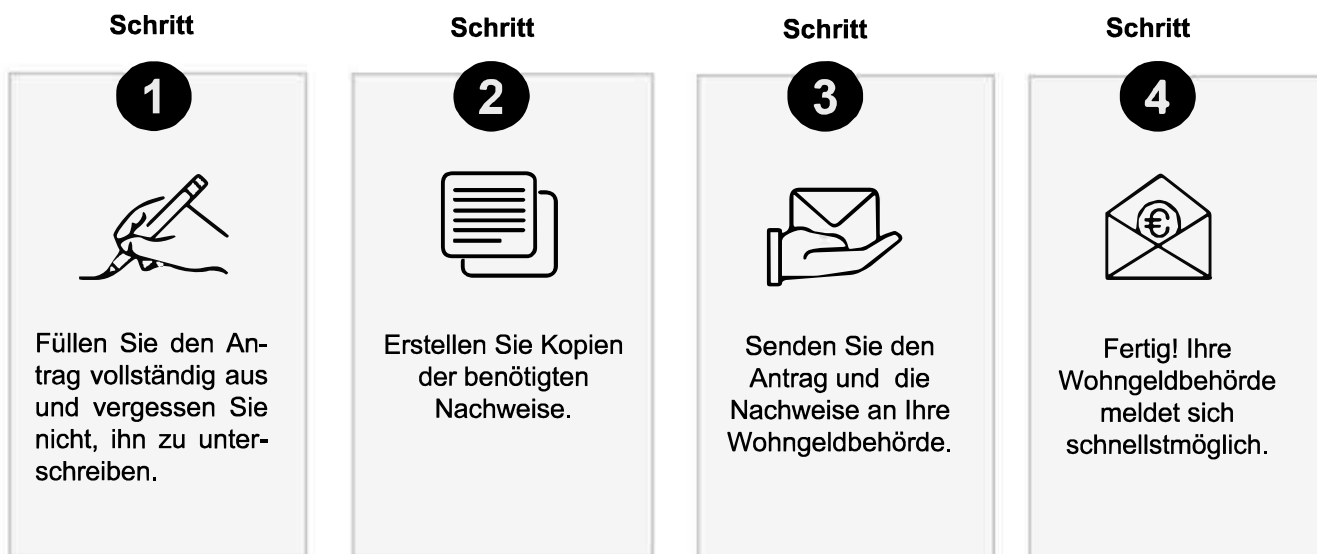 Schritt
1
Füllen Sie den An-
trag vollständig aus
und vergessen Sie
nicht, ihn zu unter-
schreiben.
Schritt
2
Erstellen Sie Kopien
der benötigten
Nachweise.
Schritt
3
Senden Sie den
Antrag und die
Nachweise an Ihre
Wohngeldbehörde.
Schritt
4
€
Fertig! Ihre
Wohngeldbehörde
meldet sich
schnellstmöglich.